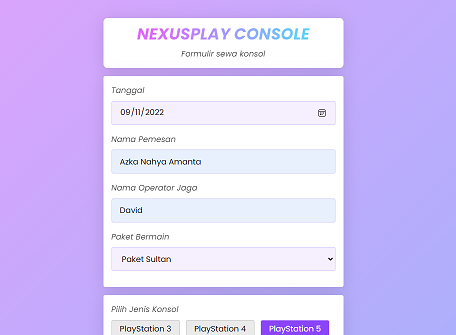 NEXUSPLAY CONSOLE
Formulir sewa konsol
Tanggal
09/11/2022
Nama Pemesan
Azka Nahya Amanta
Nama Operator Jaga
David
Paket Bermain
Paket Sultan
Pilih Jenis Konsol
PlayStation 3 PlayStation 4 PlayStation 5